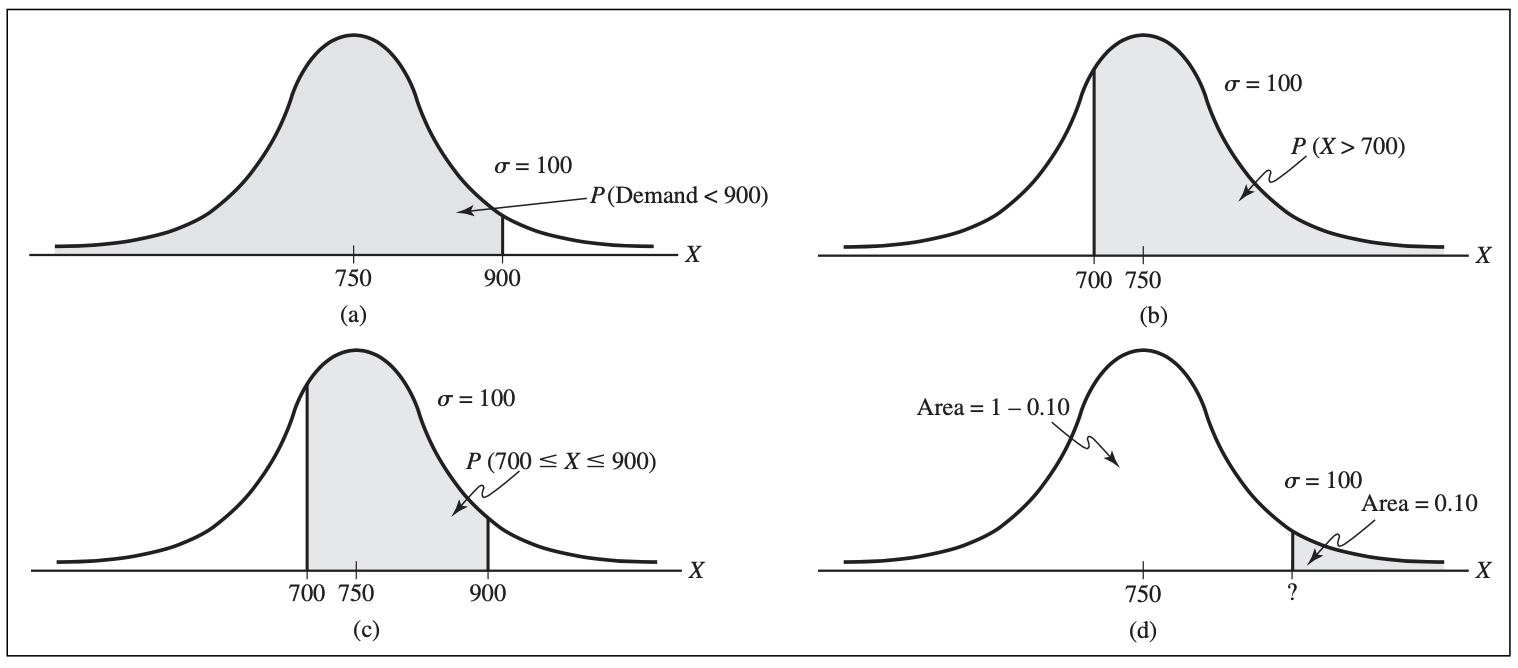 σ = 100
P(Demand < 900)
X
750
900
(a)
σ = 100
P (X > 700)
X
700 750
(b)
σ = 100
P (700 ≤ X ≤ 900)
X
700 750
900
(c)
Area = 1 – 0.10
σ = 100
Area = 0.10
X
750
?
(d)